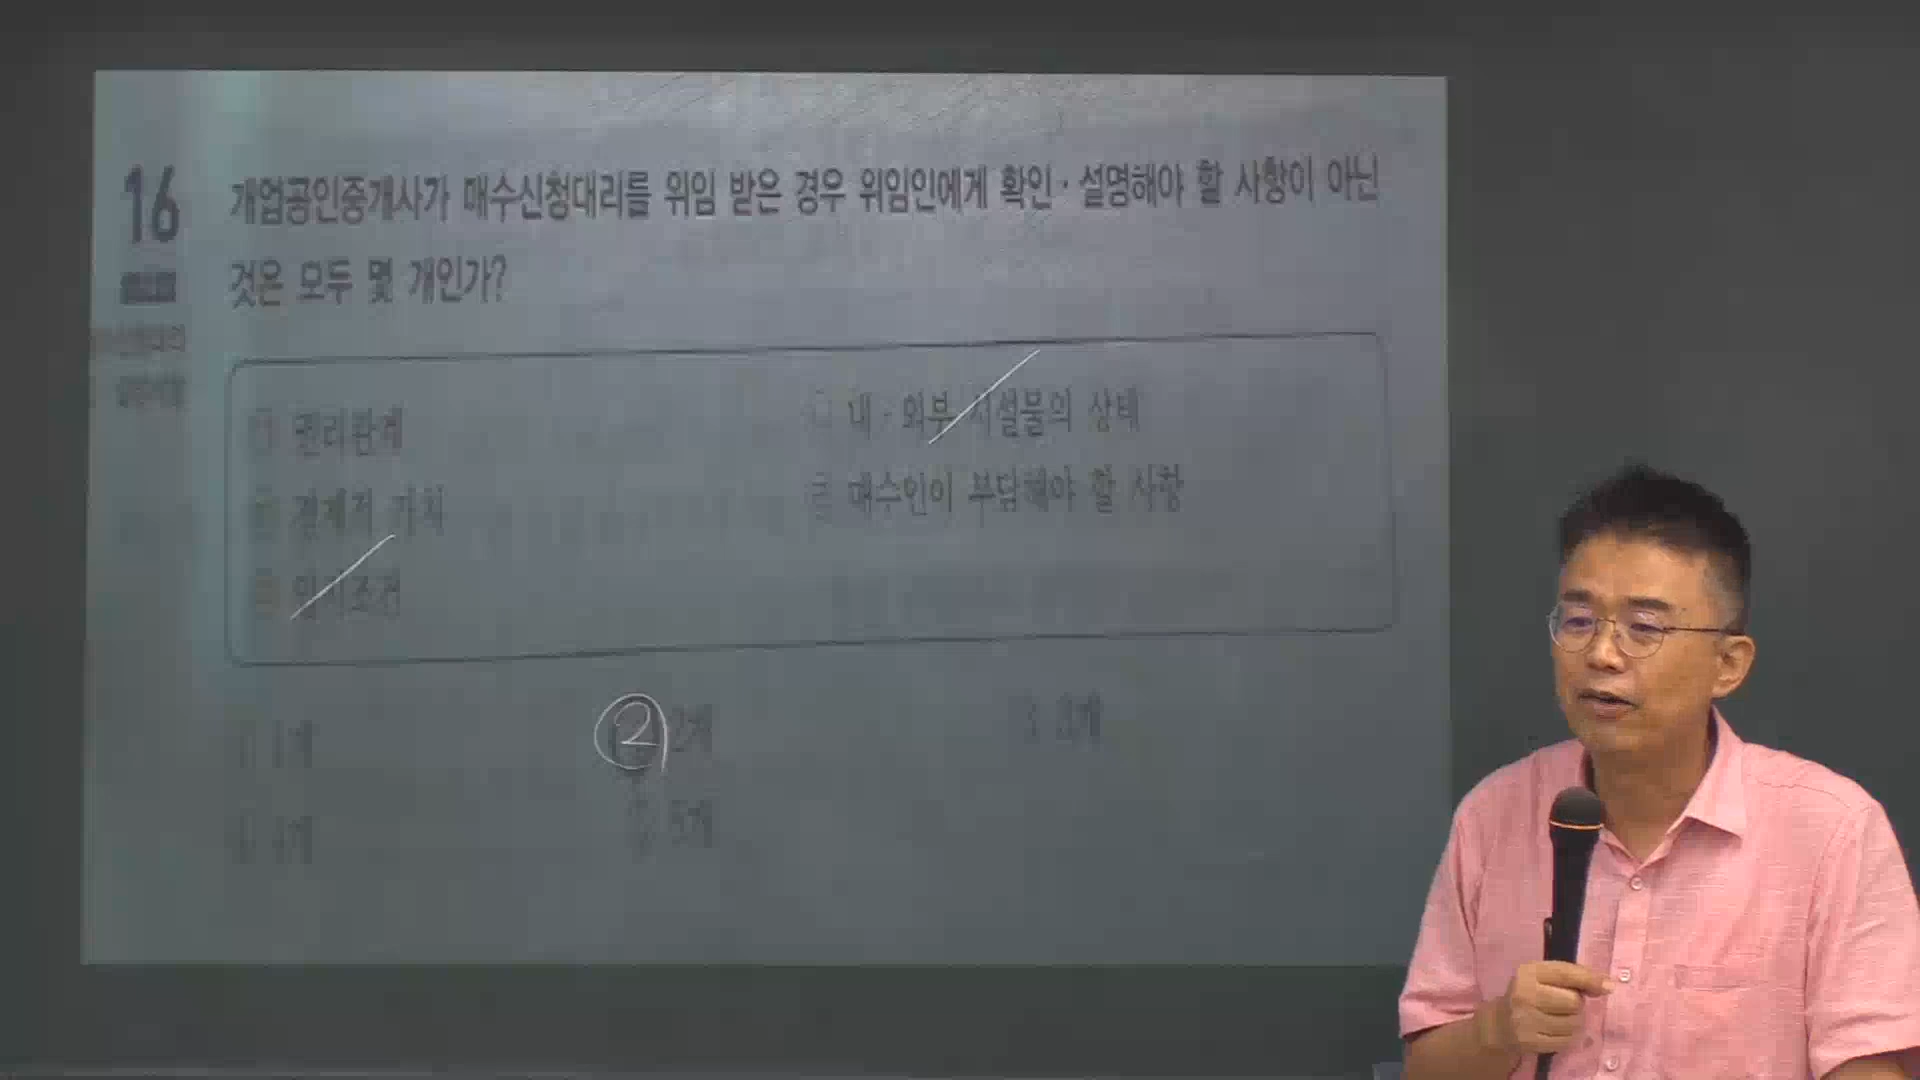 16 개업공인중개사가 매수신청대리를 위임 받은 경우 위임인에게 확인·설명해야 할 사항이 아닌
것은 모두 몇 개인가?
㉠ 권리관계
㉡ 내·외부 시설물의 상태
㉢ 경제적 가치
㉣ 매수인이 부담해야 할 사항
㉤ 입지조건
① 1개
② 2개
③ 3개
④ 4개
⑤ 5개